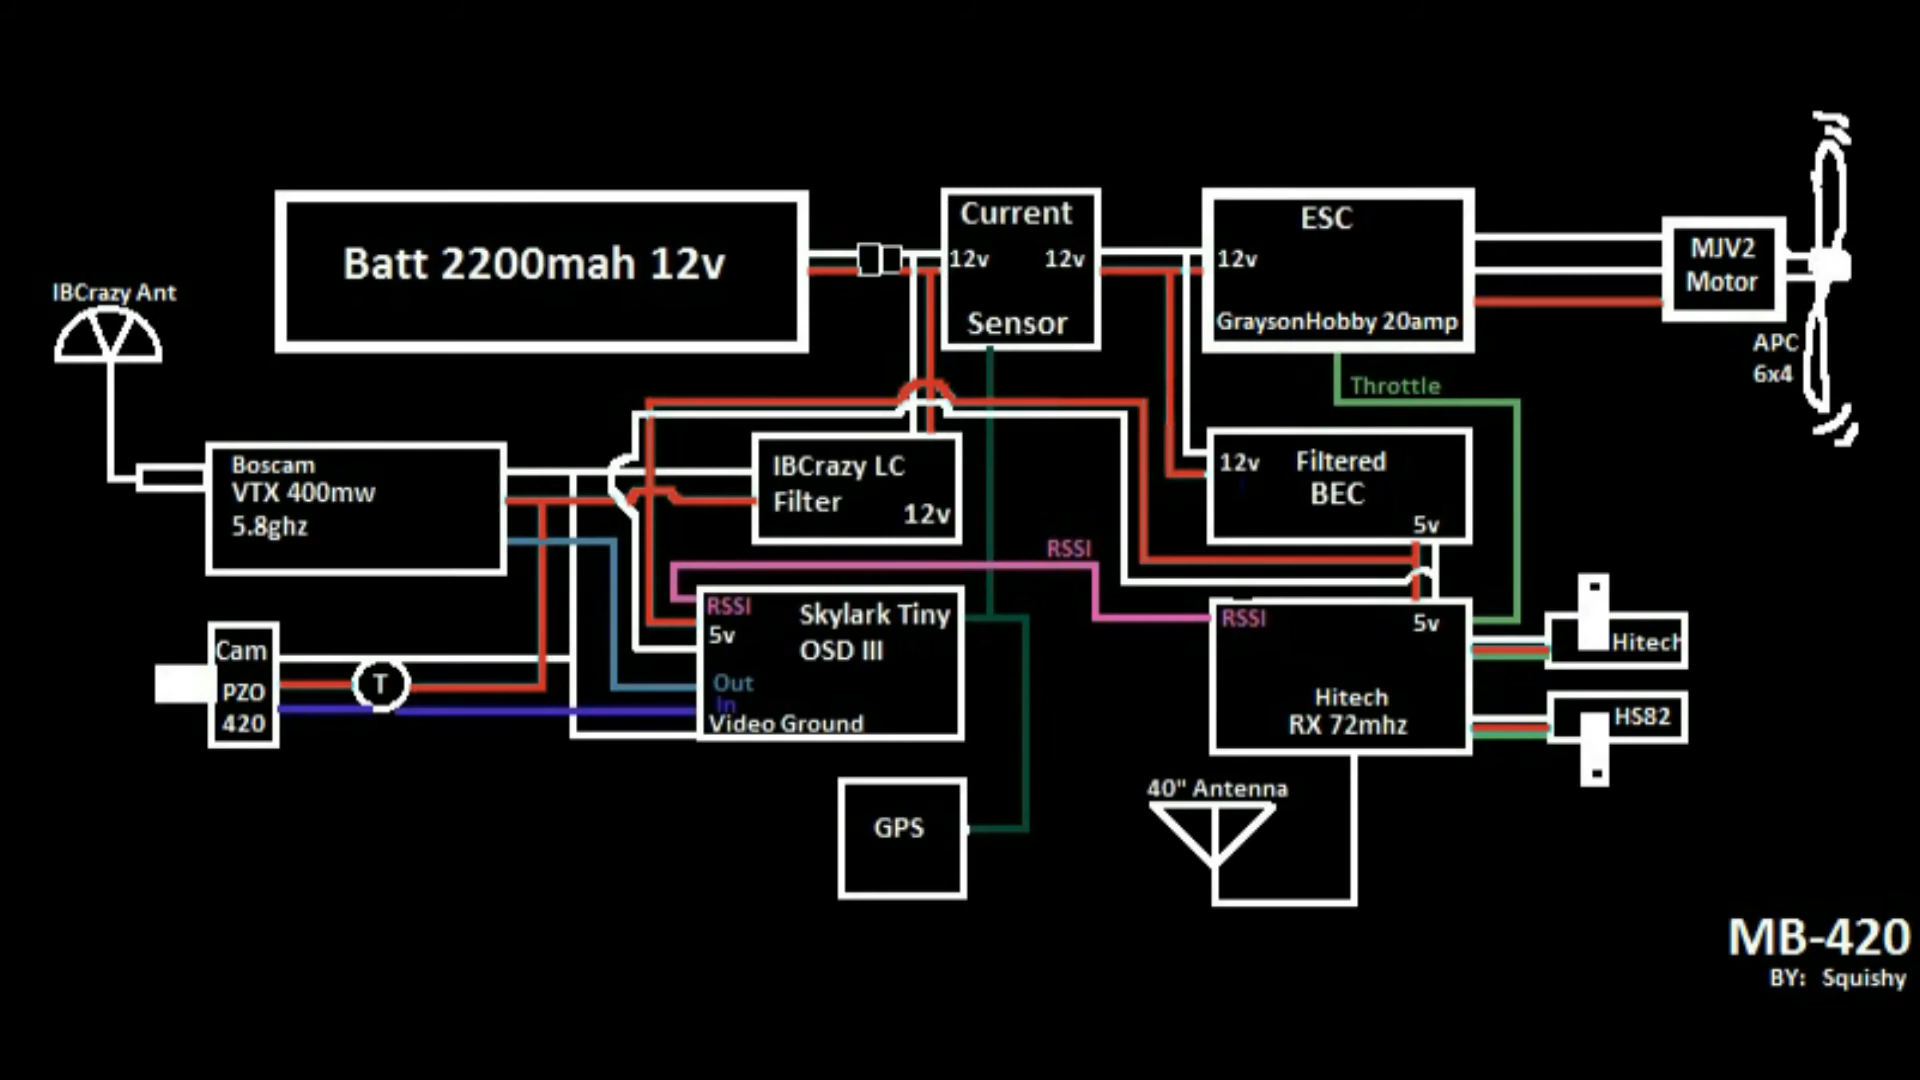 Current
ESC
Batt 2200mah 12v
12v
12v
12v
MJV2
Motor
Sensor
GraysonHobby 20amp
IBCrazy Ant
APC
6x4
Throttle
Boscam
VTX 400mw
5.8ghz
IBCrazy LC
Filter
12v
12v
Filtered
BEC
5v
RSSI
RSSI
5v
Skylark Tiny
OSD III
Out
In
Video Ground
RSSI
5v
Hitech
RX 72mhz
Hitech
HS82
Cam
PZO
420
T
GPS
40" Antenna
MB-420
BY: Squishy